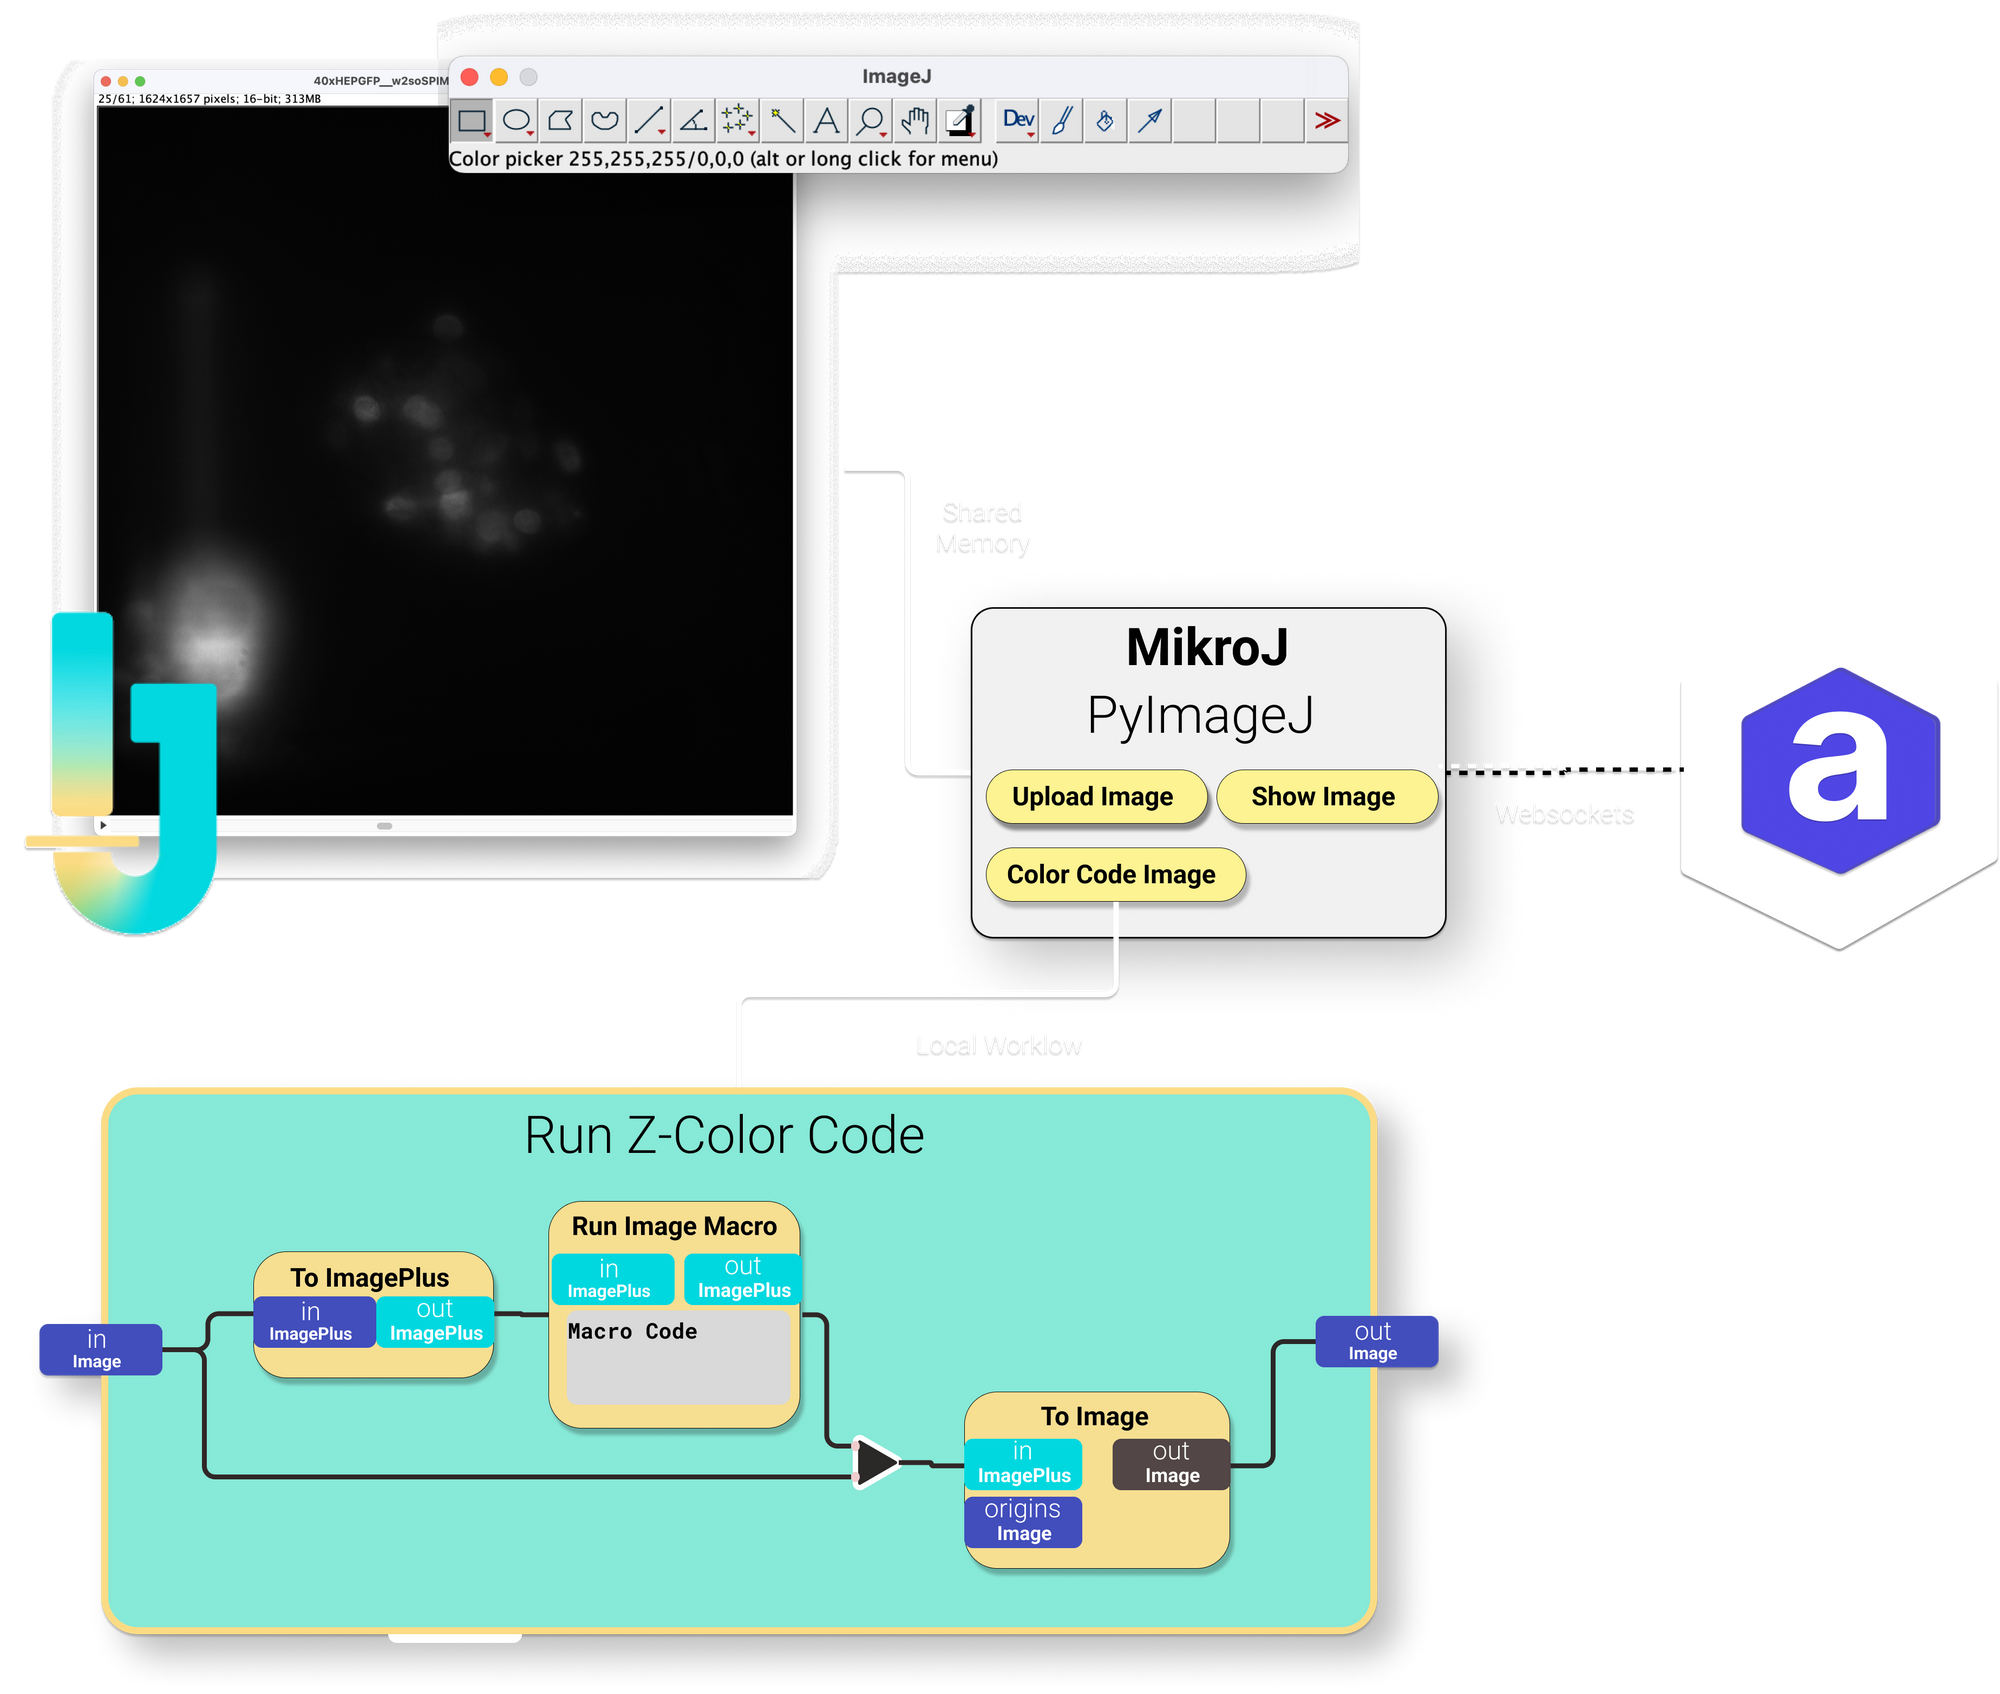 40xHEPGFP__w2soSPIM
25/61; 1624x1657 pixels; 16-bit; 313MB
ImageJ
Dev
Color picker 255,255,255/0,0,0 (alt or long click for menu)
Shared
Memory
MikroJ
PyImageJ
Upload Image
Show Image
Color Code Image
Websockets
a
Local Worklow
Run Z-Color Code
in
Image
To ImagePlus
in
ImagePlus
out
ImagePlus
Run Image Macro
in
ImagePlus
out
ImagePlus
Macro Code
To Image
in
ImagePlus
out
Image
origins
Image
out
Image